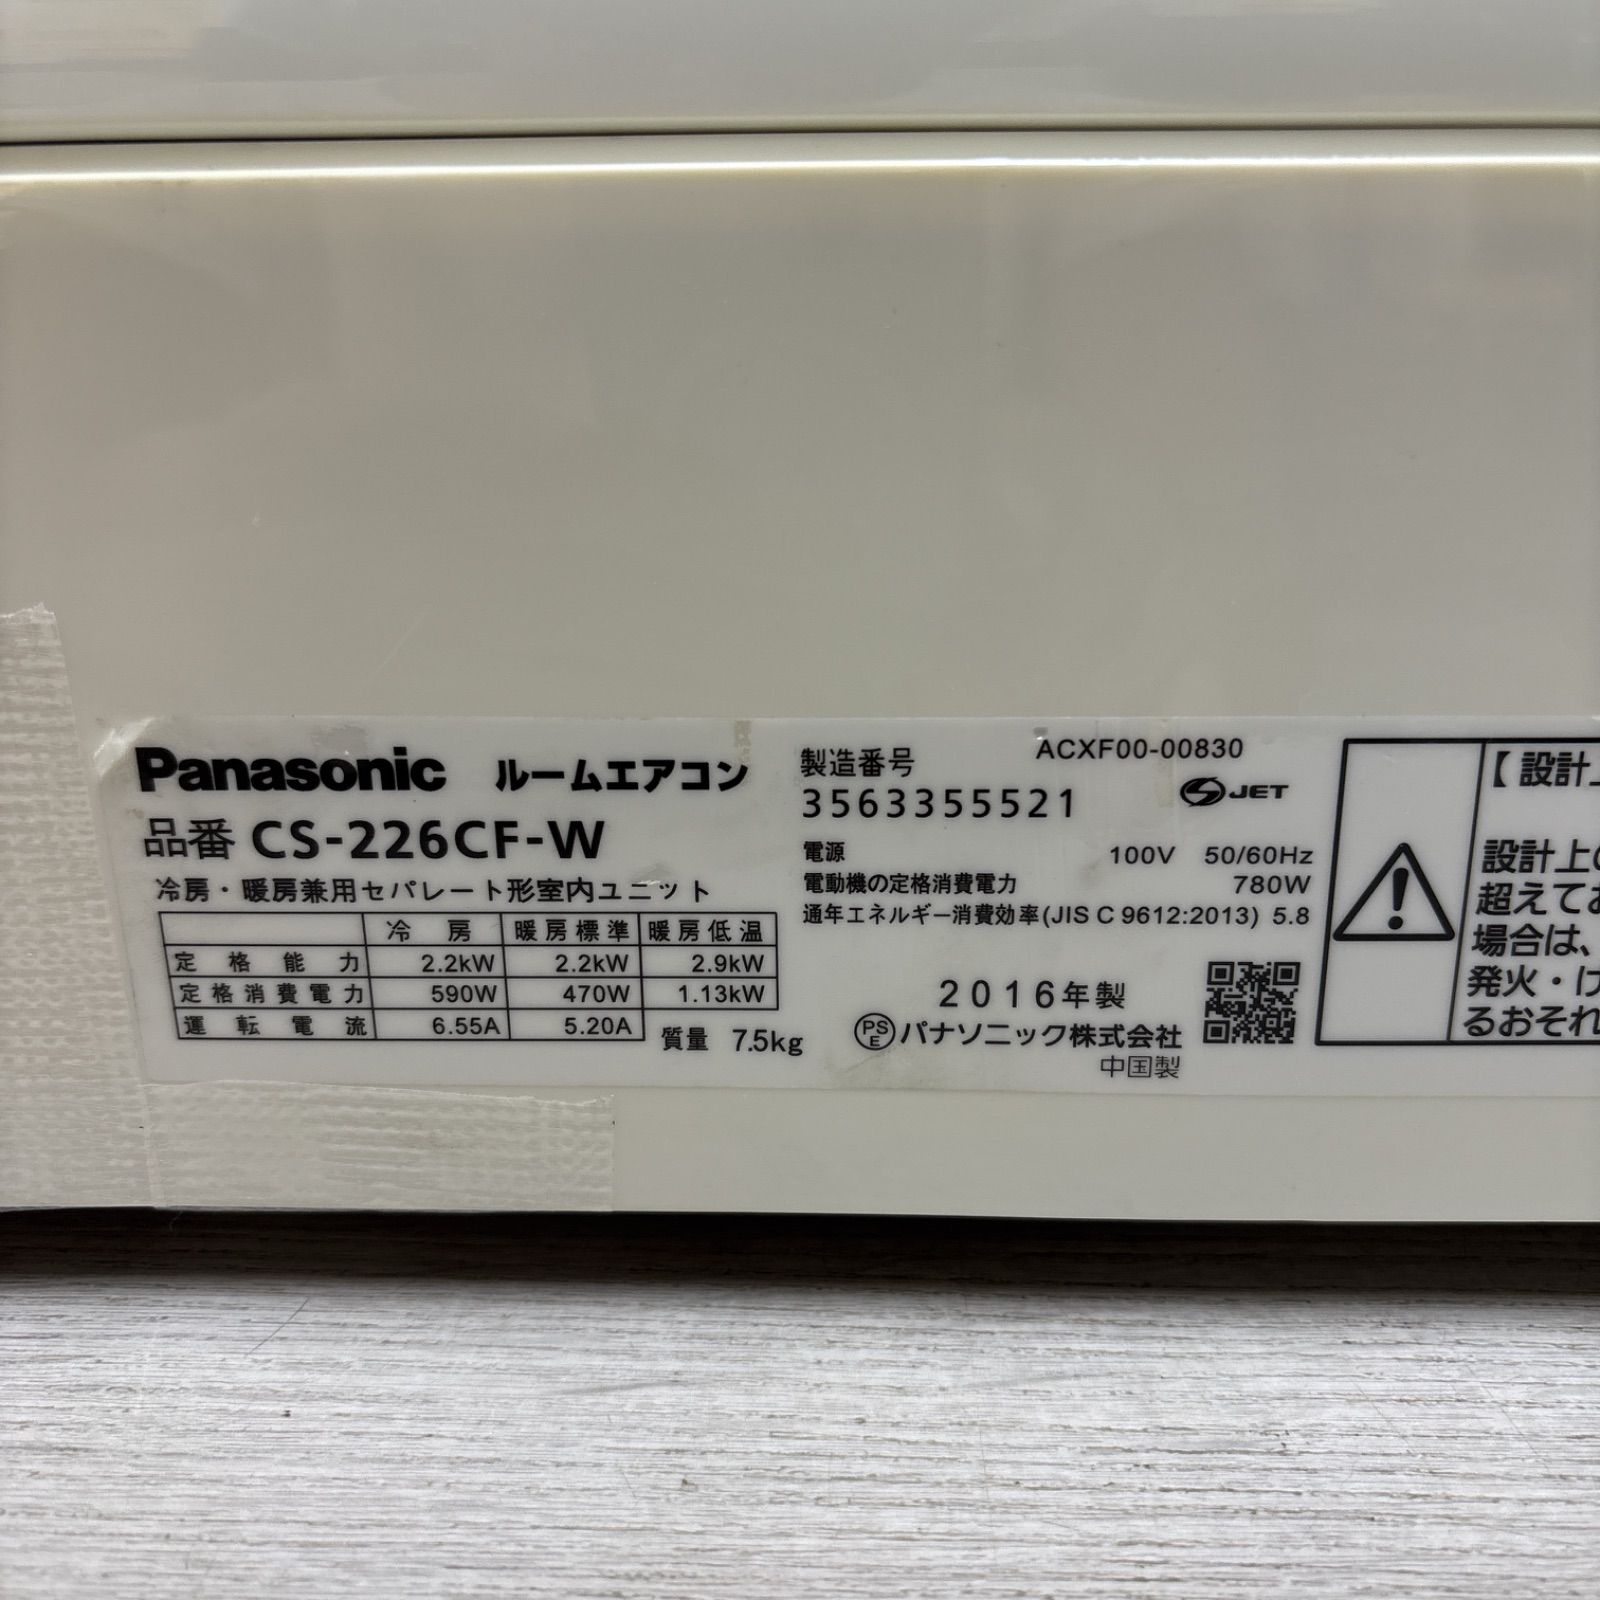 Panasonic ルームエアコン
品番 CS-226CF-W
冷房・暖房兼用セパレート形室内ユニット
冷房 暖房標準 暖房低温
定格能力 2.2kW 2.2kW 2.9kW
定格消費電力 590W 470W 1.13kW
運転電流 6.55A 5.20A
質量 7.5kg
製造番号 ACXF00-00830
3563355521 JET
電源 100V 50/60Hz
電動機の定格消費電力 780W
通年エネルギー消費効率(JIS C 9612:2013) 5.8
2016年製
PSE パナソニック株式会社
中国製
【設計上
設計上の
超えてお
場合は、
発火・け
るおそれ